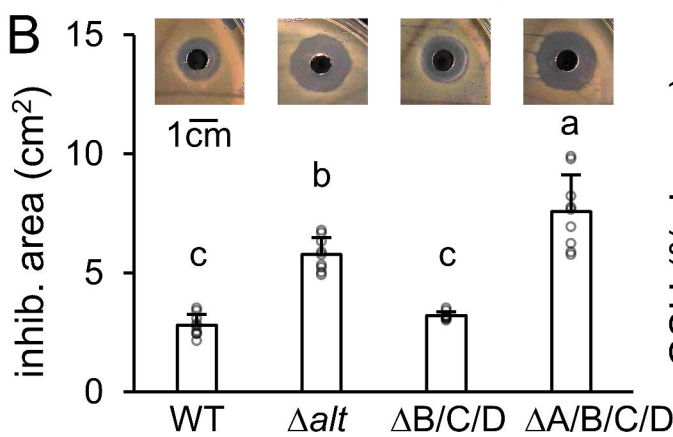 B
15
10
5
0
inhib. area (cm²)
1cm
c
b
c
a
WT
Δalt
ΔB/C/D
ΔA/B/C/D